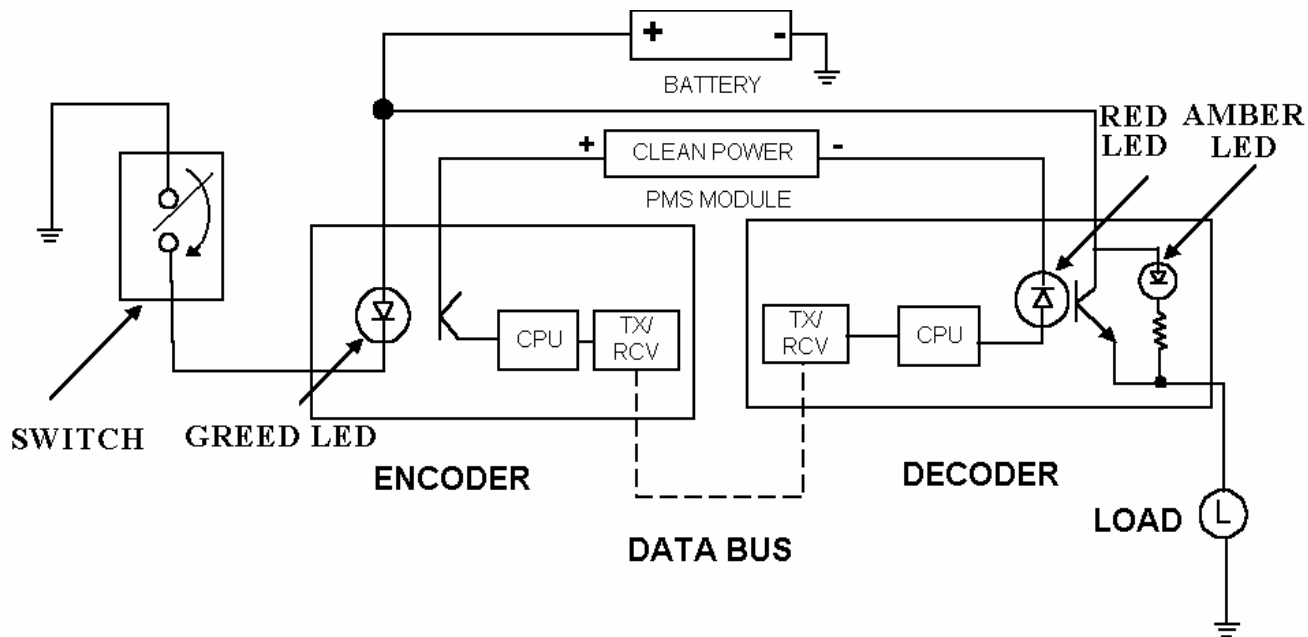 + -
BATTERY
RED
LED
AMBER
LED
+ CLEAN POWER -
PMS MODULE
TX/
RCV
CPU
CPU
TX/
RCV
SWITCH
GREED LED
ENCODER
DECODER
LOAD
L
DATA BUS